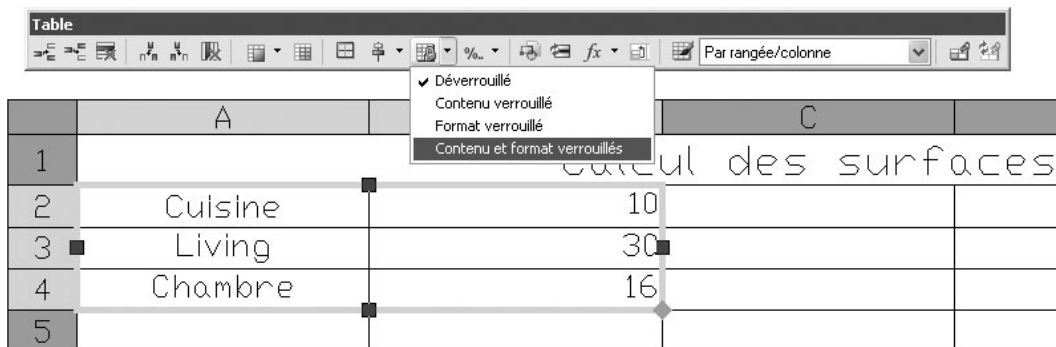 Table
%.. fx Par rangée/colonne
Déverrouillé
Contenu verrouillé
Format verrouillé
Contenu et format verrouillés
A C
1 Calcul des surfaces
2 Cuisine 10
3 Living 30
4 Chambre 16
5